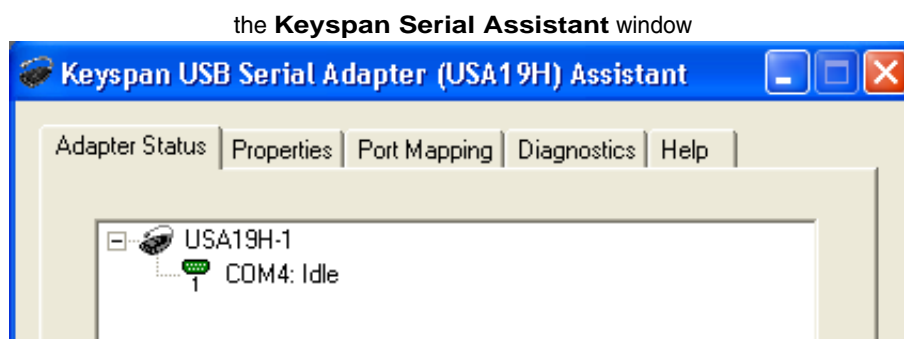 the Keyspan Serial Assistant window
Keyspan USB Serial Adapter (USA19H) Assistant
Adapter Status Properties Port Mapping Diagnostics Help
USA19H-1
1 COM4: Idle